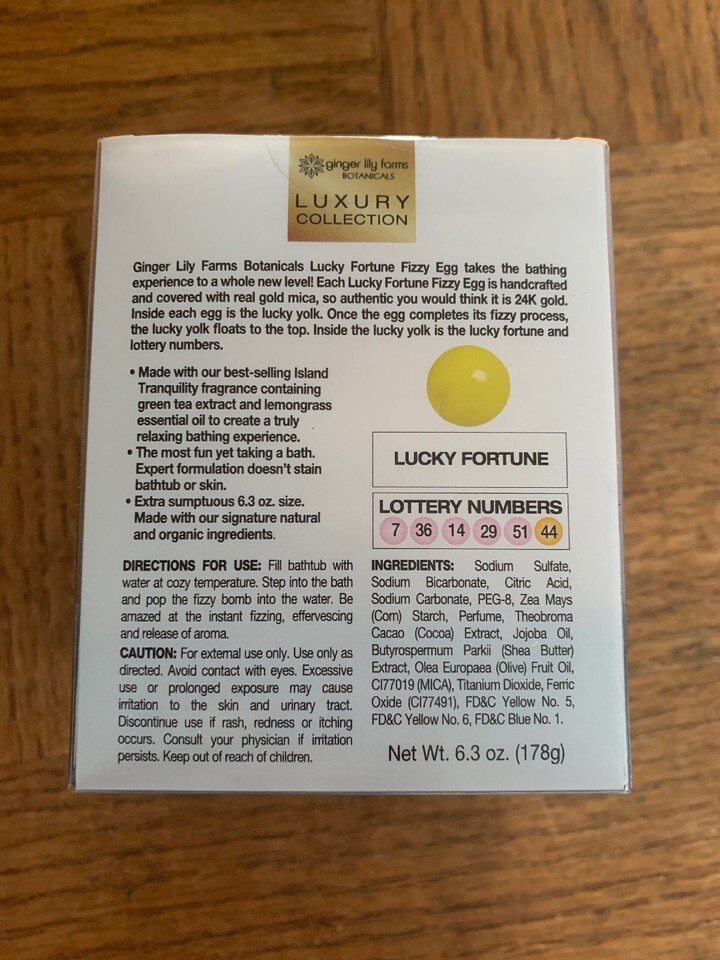 ginger lily farms
BOTANICALS
LUXURY
COLLECTION
Ginger Lily Farms Botanicals Lucky Fortune Fizzy Egg takes the bathing
experience to a whole new level! Each Lucky Fortune Fizzy Egg is handcrafted
and covered with real gold mica, so authentic you would think it is 24K gold.
Inside each egg is the lucky yolk. Once the egg completes its fizzy process,
the lucky yolk floats to the top. Inside the lucky yolk is the lucky fortune and
lottery numbers.
• Made with our best-selling Island
Tranquility fragrance containing
green tea extract and lemongrass
essential oil to create a truly
relaxing bathing experience.
• The most fun yet taking a bath.
Expert formulation doesn't stain
bathtub or skin.
• Extra sumptuous 6.3 oz. size.
Made with our signature natural
and organic ingredients.
LUCKY FORTUNE
LOTTERY NUMBERS
7 36 14 29 51 44
DIRECTIONS FOR USE: Fill bathtub with
water at cozy temperature. Step into the bath
and pop the fizzy bomb into the water. Be
amazed at the instant fizzing, effervescing
and release of aroma.
CAUTION: For external use only. Use only as
directed. Avoid contact with eyes. Excessive
use or prolonged exposure may cause
irritation to the skin and urinary tract.
Discontinue use if rash, redness or itching
occurs. Consult your physician if irritation
persists. Keep out of reach of children.
INGREDIENTS: Sodium Sulfate,
Sodium Bicarbonate, Citric Acid,
Sodium Carbonate, PEG-8, Zea Mays
(Corn) Starch, Perfume, Theobroma
Cacao (Cocoa) Extract, Jojoba Oil,
Butyrospermum Parkii (Shea Butter)
Extract, Olea Europaea (Olive) Fruit Oil,
CI77019 (MICA), Titanium Dioxide, Ferric
Oxide (CI77491), FD&C Yellow No. 5,
FD&C Yellow No. 6, FD&C Blue No. 1.
Net Wt. 6.3 oz. (178g)